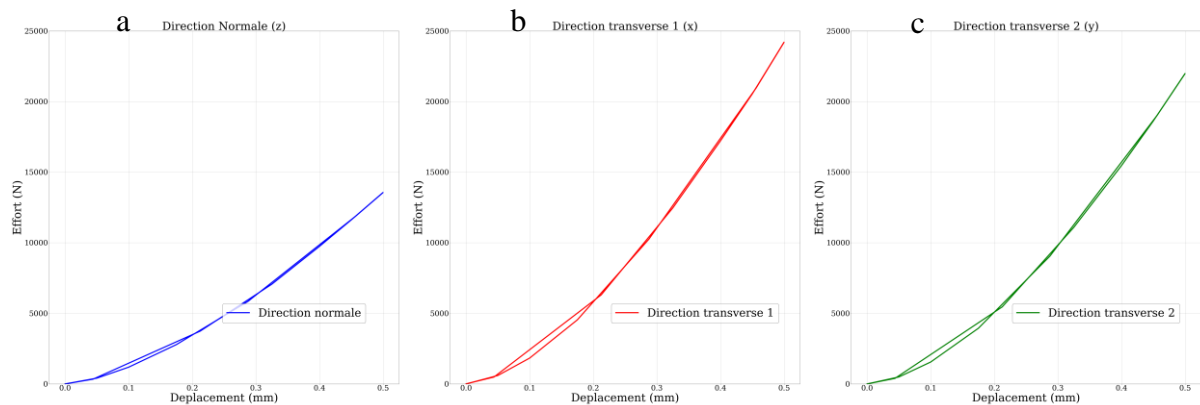 a
Direction Normale (z)
25000
20000
15000
10000
5000
0
Effort (N)
0.0 0.1 0.2 0.3 0.4 0.5
Deplacement (mm)
Direction normale
b
Direction transverse 1 (x)
25000
20000
15000
10000
5000
0
Effort (N)
0.0 0.1 0.2 0.3 0.4 0.5
Deplacement (mm)
Direction transverse 1
c
Direction transverse 2 (y)
25000
20000
15000
10000
5000
0
Effort (N)
0.0 0.1 0.2 0.3 0.4 0.5
Deplacement (mm)
Direction transverse 2